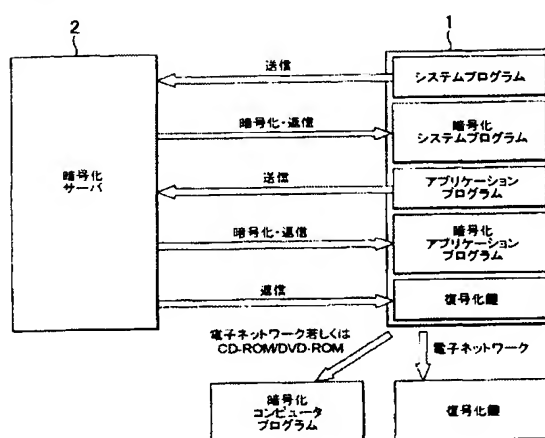 2
1
送信
システムプログラム
暗号化・返信
暗号化
システムプログラム
暗号化
サーバ
送信
アプリケーション
プログラム
暗号化・返信
暗号化
アプリケーション
プログラム
返信
復号化鍵
電子ネットワーク若しくは
CD-ROM/DVD-ROM
電子ネットワーク
暗号化
コンピュータ
プログラム
復号化鍵